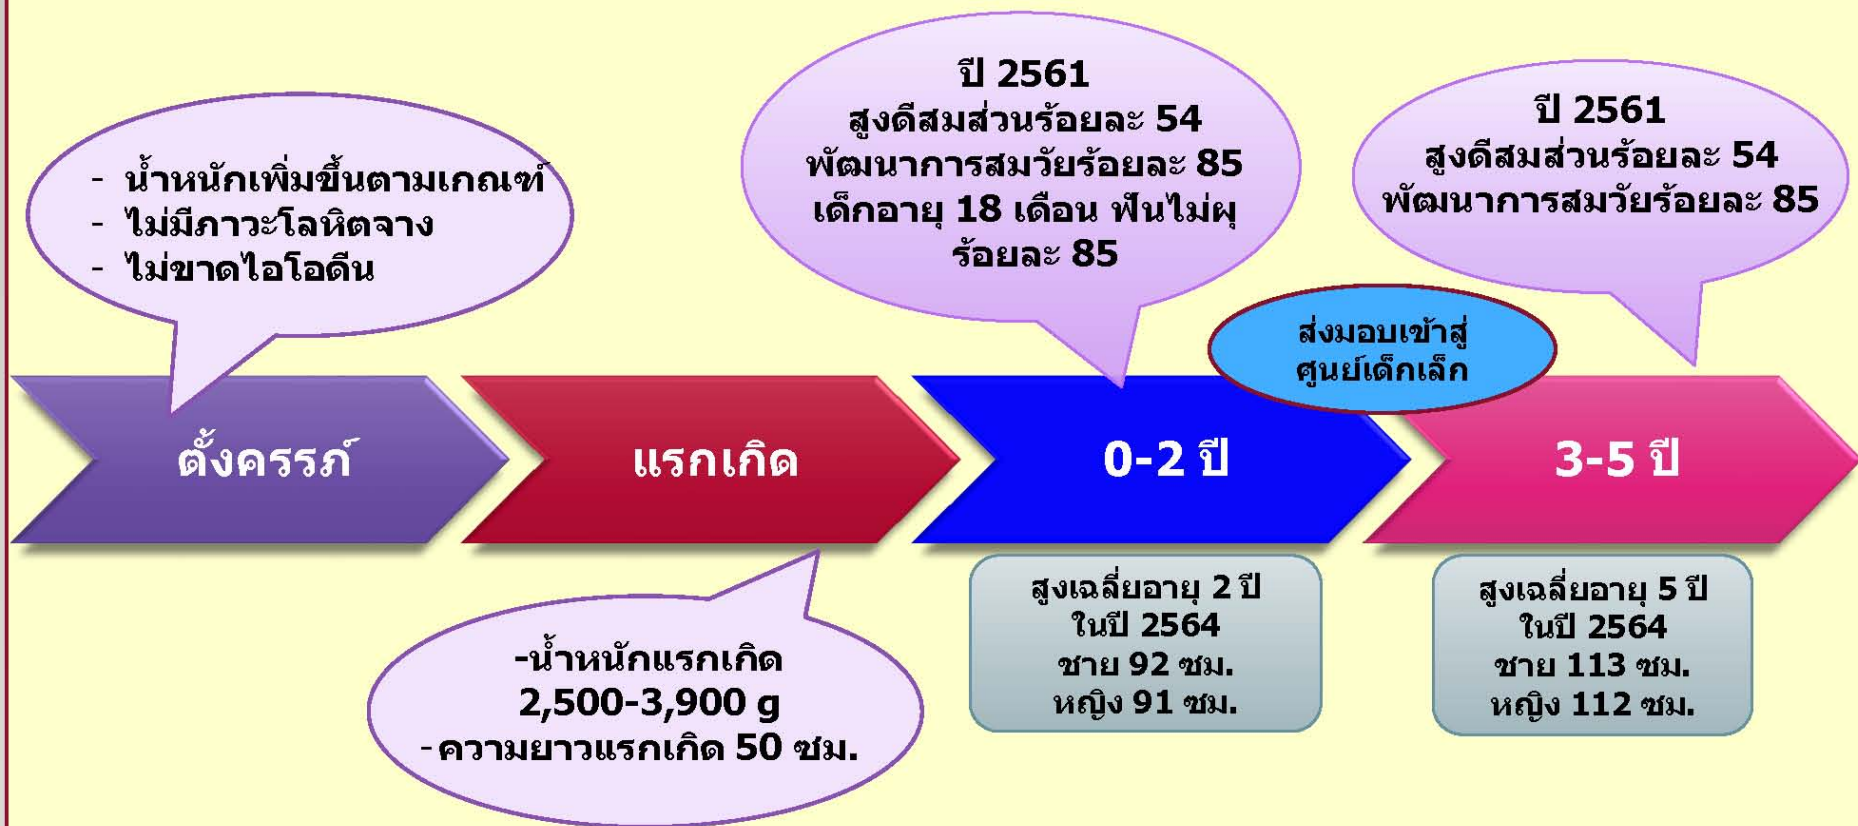 - น้ำหนักเพิ่มขึ้นตามเกณฑ์
- ไม่มีภาวะโลหิตจาง
- ไม่ขาดไอโอดีน
ปี 2561
สูงดีสมส่วนร้อยละ 54
พัฒนาการสมวัยร้อยละ 85
เด็กอายุ 18 เดือน ฟันไม่ผุ
ร้อยละ 85
ปี 2561
สูงดีสมส่วนร้อยละ 54
พัฒนาการสมวัยร้อยละ 85
ส่งมอบเข้าสู่
ศูนย์เด็กเล็ก
ตั้งครรภ์
แรกเกิด
0-2 ปี
3-5 ปี
-น้ำหนักแรกเกิด
2,500-3,900 g
-ความยาวแรกเกิด 50 ซม.
สูงเฉลี่ยอายุ 2 ปี
ในปี 2564
ชาย 92 ซม.
หญิง 91 ซม.
สูงเฉลี่ยอายุ 5 ปี
ในปี 2564
ชาย 113 ซม.
หญิง 112 ซม.